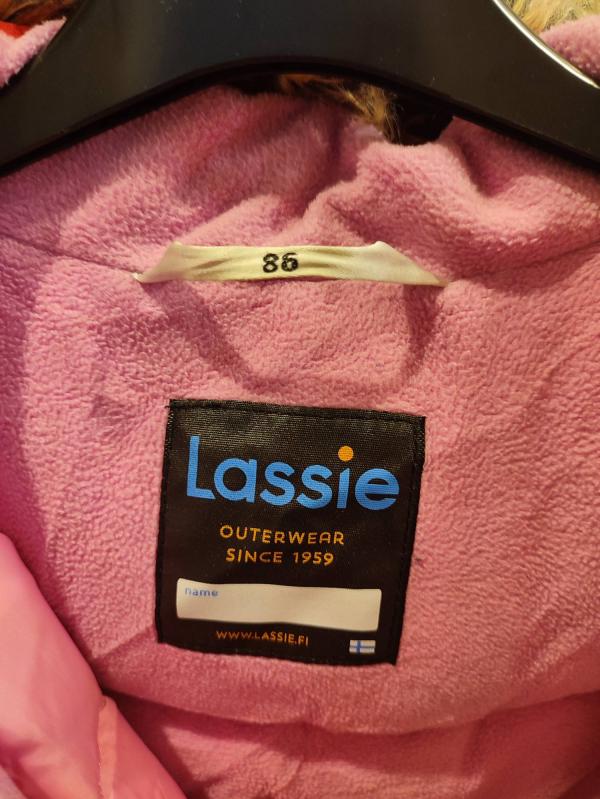 86
Lassie
OUTERWEAR
SINCE 1959
name
WWW.LASSIE.FI